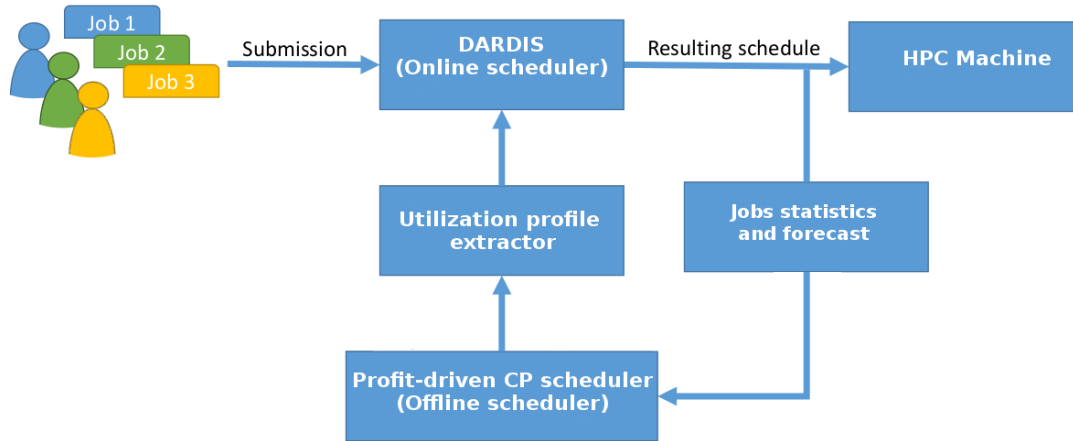 Job 1
Job 2
Job 3
Submission
DARDIS
(Online scheduler)
Resulting schedule
HPC Machine
Utilization profile
extractor
Jobs statistics
and forecast
Profit-driven CP scheduler
(Offline scheduler)